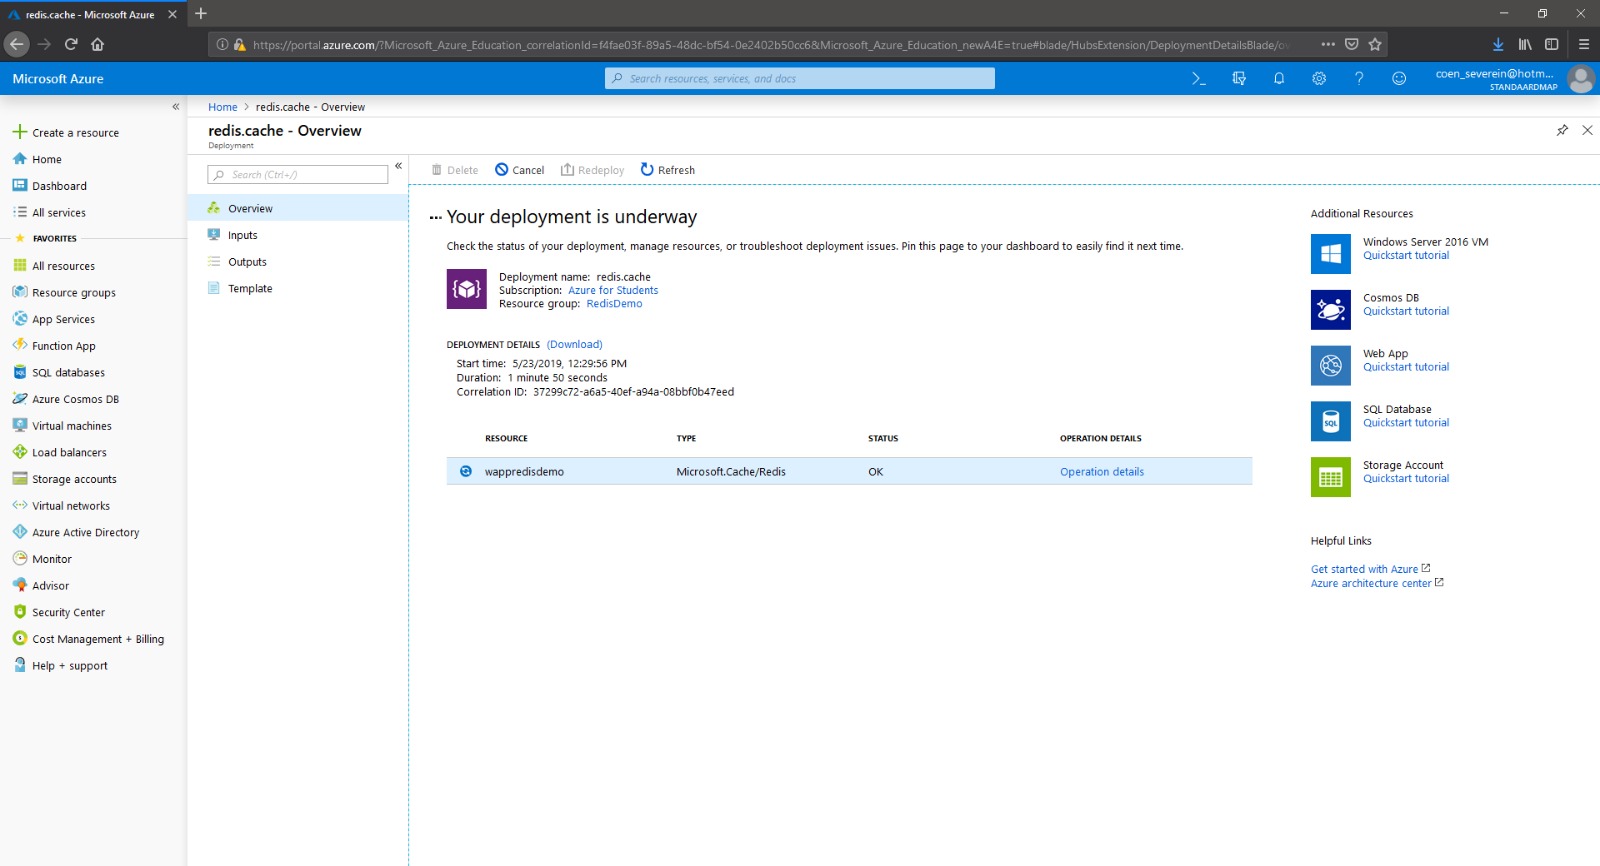 redis.cache - Microsoft Azure
https://portal.azure.com/?Microsoft_Azure_Education_correlationId=f4fae03f-89a5-48dc-bf54-0e2402b50cc6&Microsoft_Azure_Education_newA4E=true#blade/HubsExtension/DeploymentDetailsBlade/ov
Microsoft Azure
Search resources, services, and docs
coen_severein@hotm...
STANDAARDMAP
Create a resource
Home
Dashboard
All services
FAVORITES
All resources
Resource groups
App Services
Function App
SQL databases
Azure Cosmos DB
Virtual machines
Load balancers
Storage accounts
Virtual networks
Azure Active Directory
Monitor
Advisor
Security Center
Cost Management + Billing
Help + support
Home > redis.cache - Overview
redis.cache - Overview
Deployment
Search (Ctrl+/)
Overview
Inputs
Outputs
Template
Delete Cancel Redeploy Refresh
Your deployment is underway
Check the status of your deployment, manage resources, or troubleshoot deployment issues. Pin this page to your dashboard to easily find it next time.
Deployment name: redis.cache
Subscription: Azure for Students
Resource group: RedisDemo
DEPLOYMENT DETAILS (Download)
Start time: 5/23/2019, 12:29:56 PM
Duration: 1 minute 50 seconds
Correlation ID: 37299c72-a6a5-40ef-a94a-08bbf0b47eed
RESOURCE TYPE STATUS OPERATION DETAILS
wappredisdemo Microsoft.Cache/Redis OK Operation details
Additional Resources
Windows Server 2016 VM
Quickstart tutorial
Cosmos DB
Quickstart tutorial
Web App
Quickstart tutorial
SQL
SQL Database
Quickstart tutorial
Storage Account
Quickstart tutorial
Helpful Links
Get started with Azure
Azure architecture center